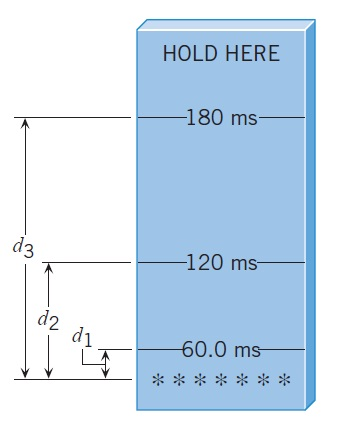 HOLD HERE
180 ms
d3
120 ms
d2
d1
60.0 ms
* * * * * * *